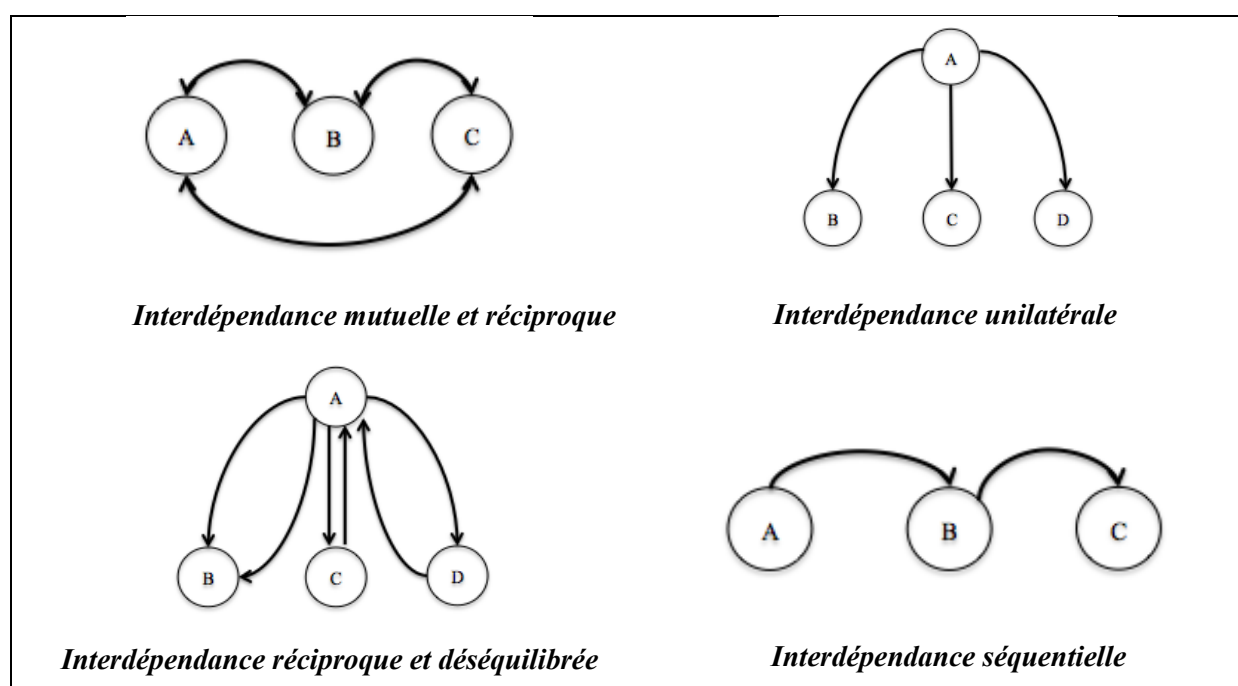 A B C
Interdépendance mutuelle et réciproque
A
B C D
Interdépendance unilatérale
A
B C D
Interdépendance réciproque et déséquilibrée
A B C
Interdépendance séquentielle